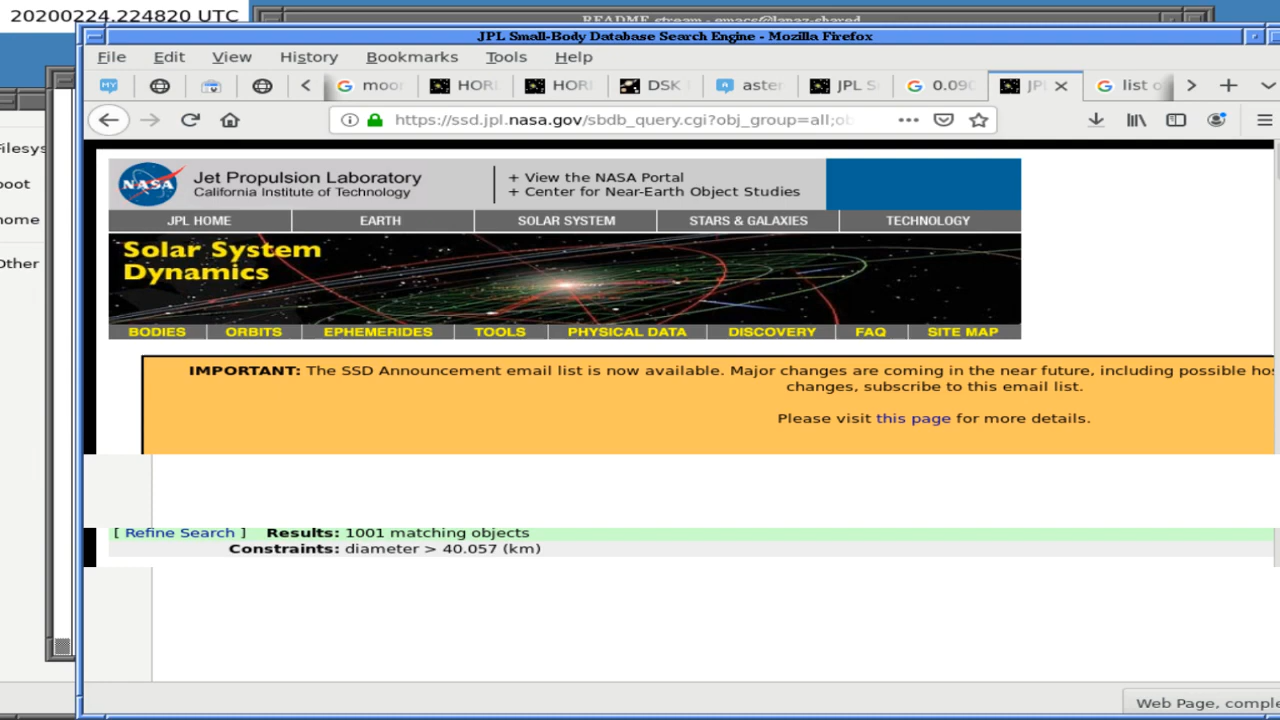 20200224.224820 UTC
README stream - emacs@lapaz-shared
JPL Small-Body Database Search Engine - Mozilla Firefox
File Edit View History Bookmarks Tools Help
moo HOR HOR DSK aster JPL S 0.090 JP list o
https://ssd.jpl.nasa.gov/sbdb_query.cgi?obj_group=all;ob
NASA
Jet Propulsion Laboratory
California Institute of Technology
+ View the NASA Portal
+ Center for Near-Earth Object Studies
JPL HOME EARTH SOLAR SYSTEM STARS & GALAXIES TECHNOLOGY
Solar System
Dynamics
BODIES ORBITS EPHEMERIDES TOOLS PHYSICAL DATA DISCOVERY FAQ SITE MAP
IMPORTANT: The SSD Announcement email list is now available. Major changes are coming in the near future, including possible hos
changes, subscribe to this email list.
Please visit this page for more details.
[ Refine Search ] Results: 1001 matching objects
Constraints: diameter > 40.057 (km)
Filesys
oot
ome
Other
Web Page, comple